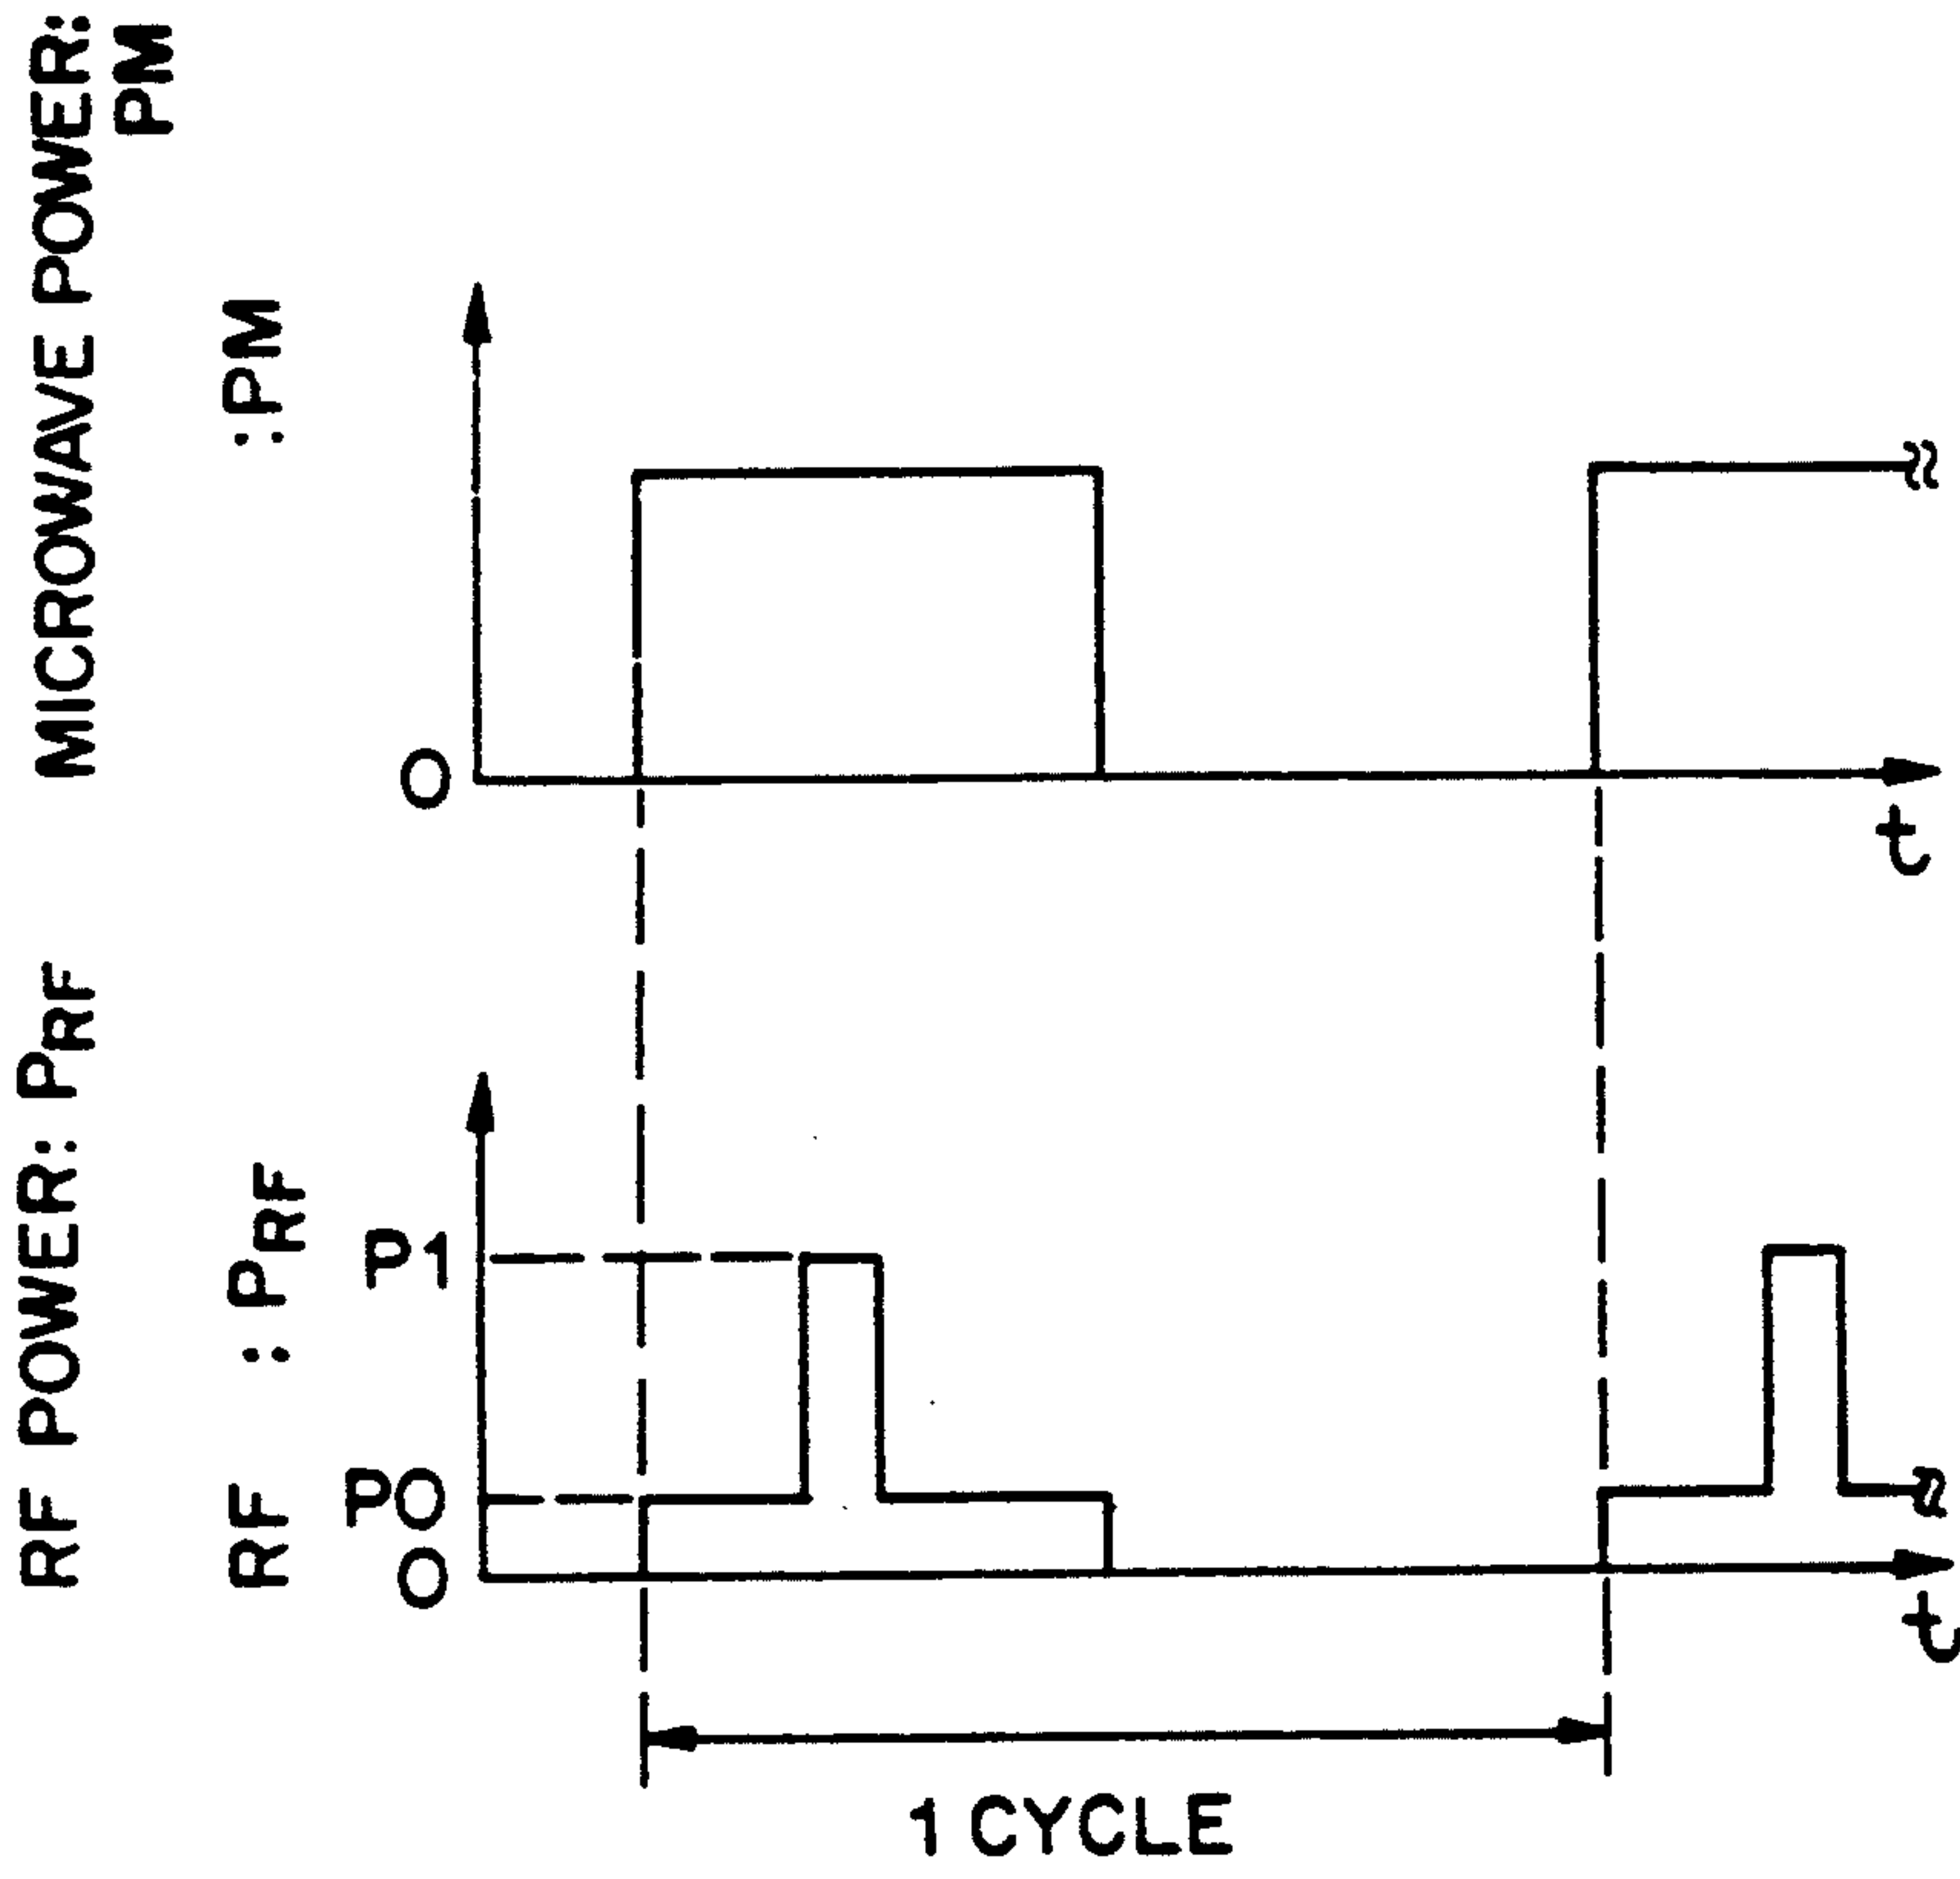 MICROWAVE POWER:
PM
:PM
O
t
RF POWER: PRF
RF : PRF
P1
PO
O
t
1 CYCLE